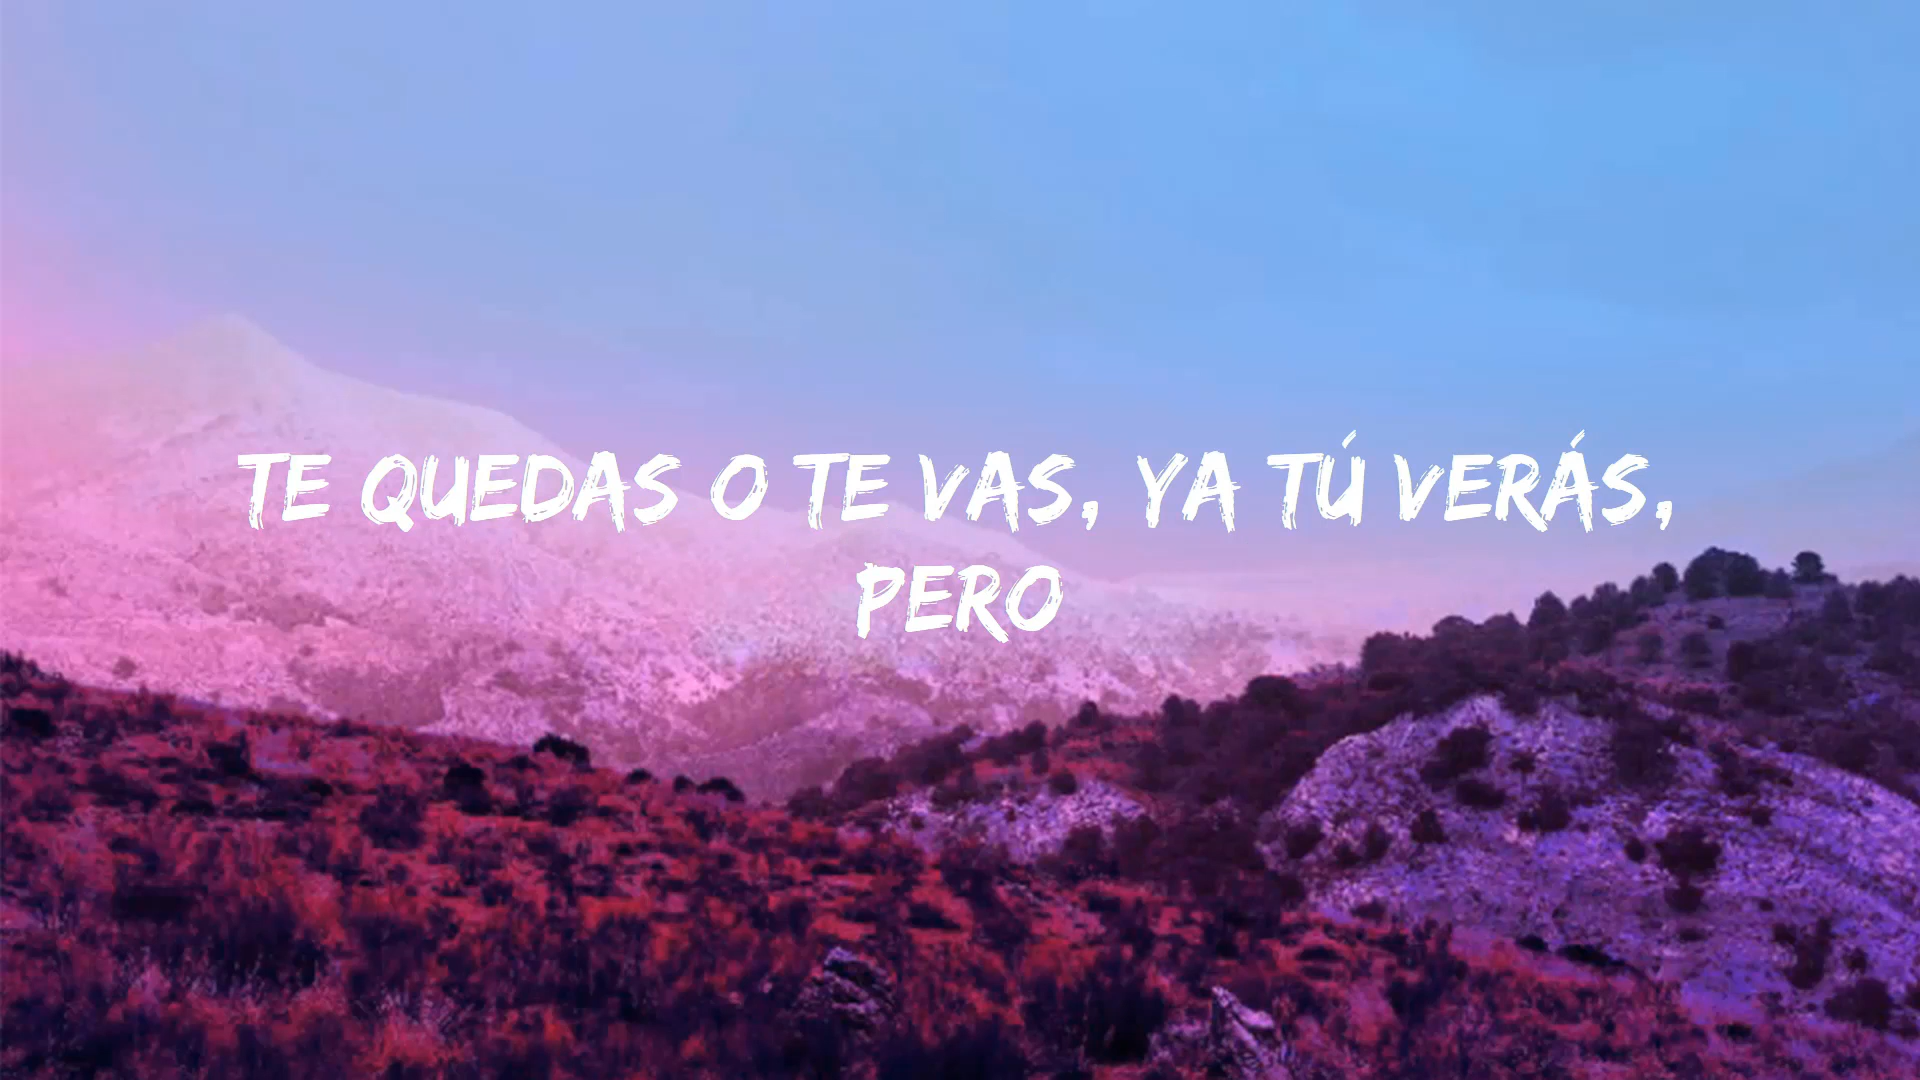 TE QUEDAS O TE VAS, YA TÚ VERÁS,
PERO